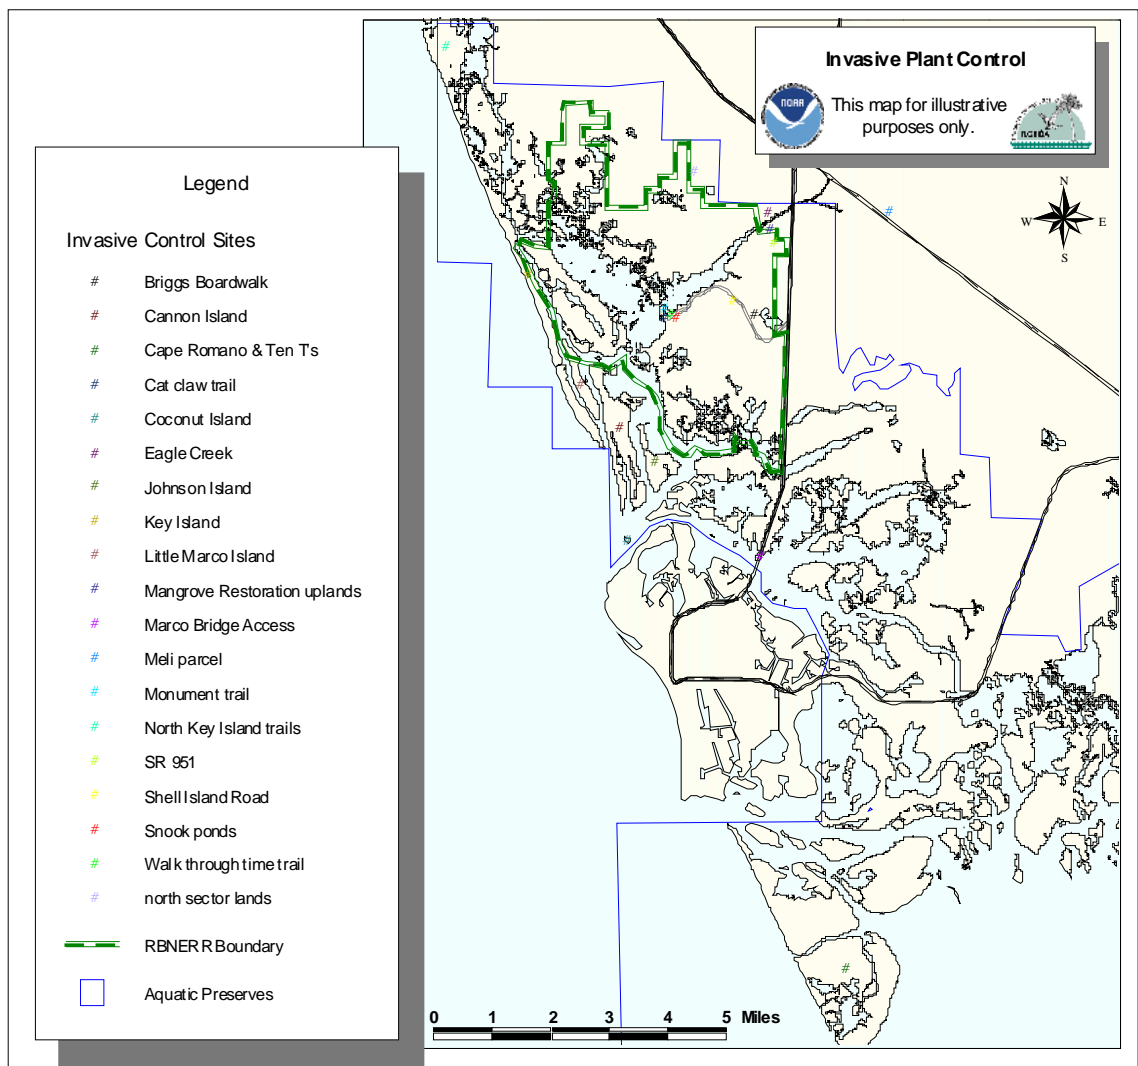 Invasive Plant Control
NOAA
This map for illustrative
purposes only.
FLORIDA
N
W
E
S
Legend
Invasive Control Sites
# Briggs Boardwalk
# Cannon Island
# Cape Romano & Ten T's
# Cat claw trail
# Coconut Island
# Eagle Creek
# Johnson Island
# Key Island
# Little Marco Island
# Mangrove Restoration uplands
# Marco Bridge Access
# Meli parcel
# Monument trail
# North Key Island trails
# SR 951
# Shell Island Road
# Snook ponds
# Walk through time trail
# north sector lands
RBNERR Boundary
Aquatic Preserves
0 1 2 3 4 5 Miles